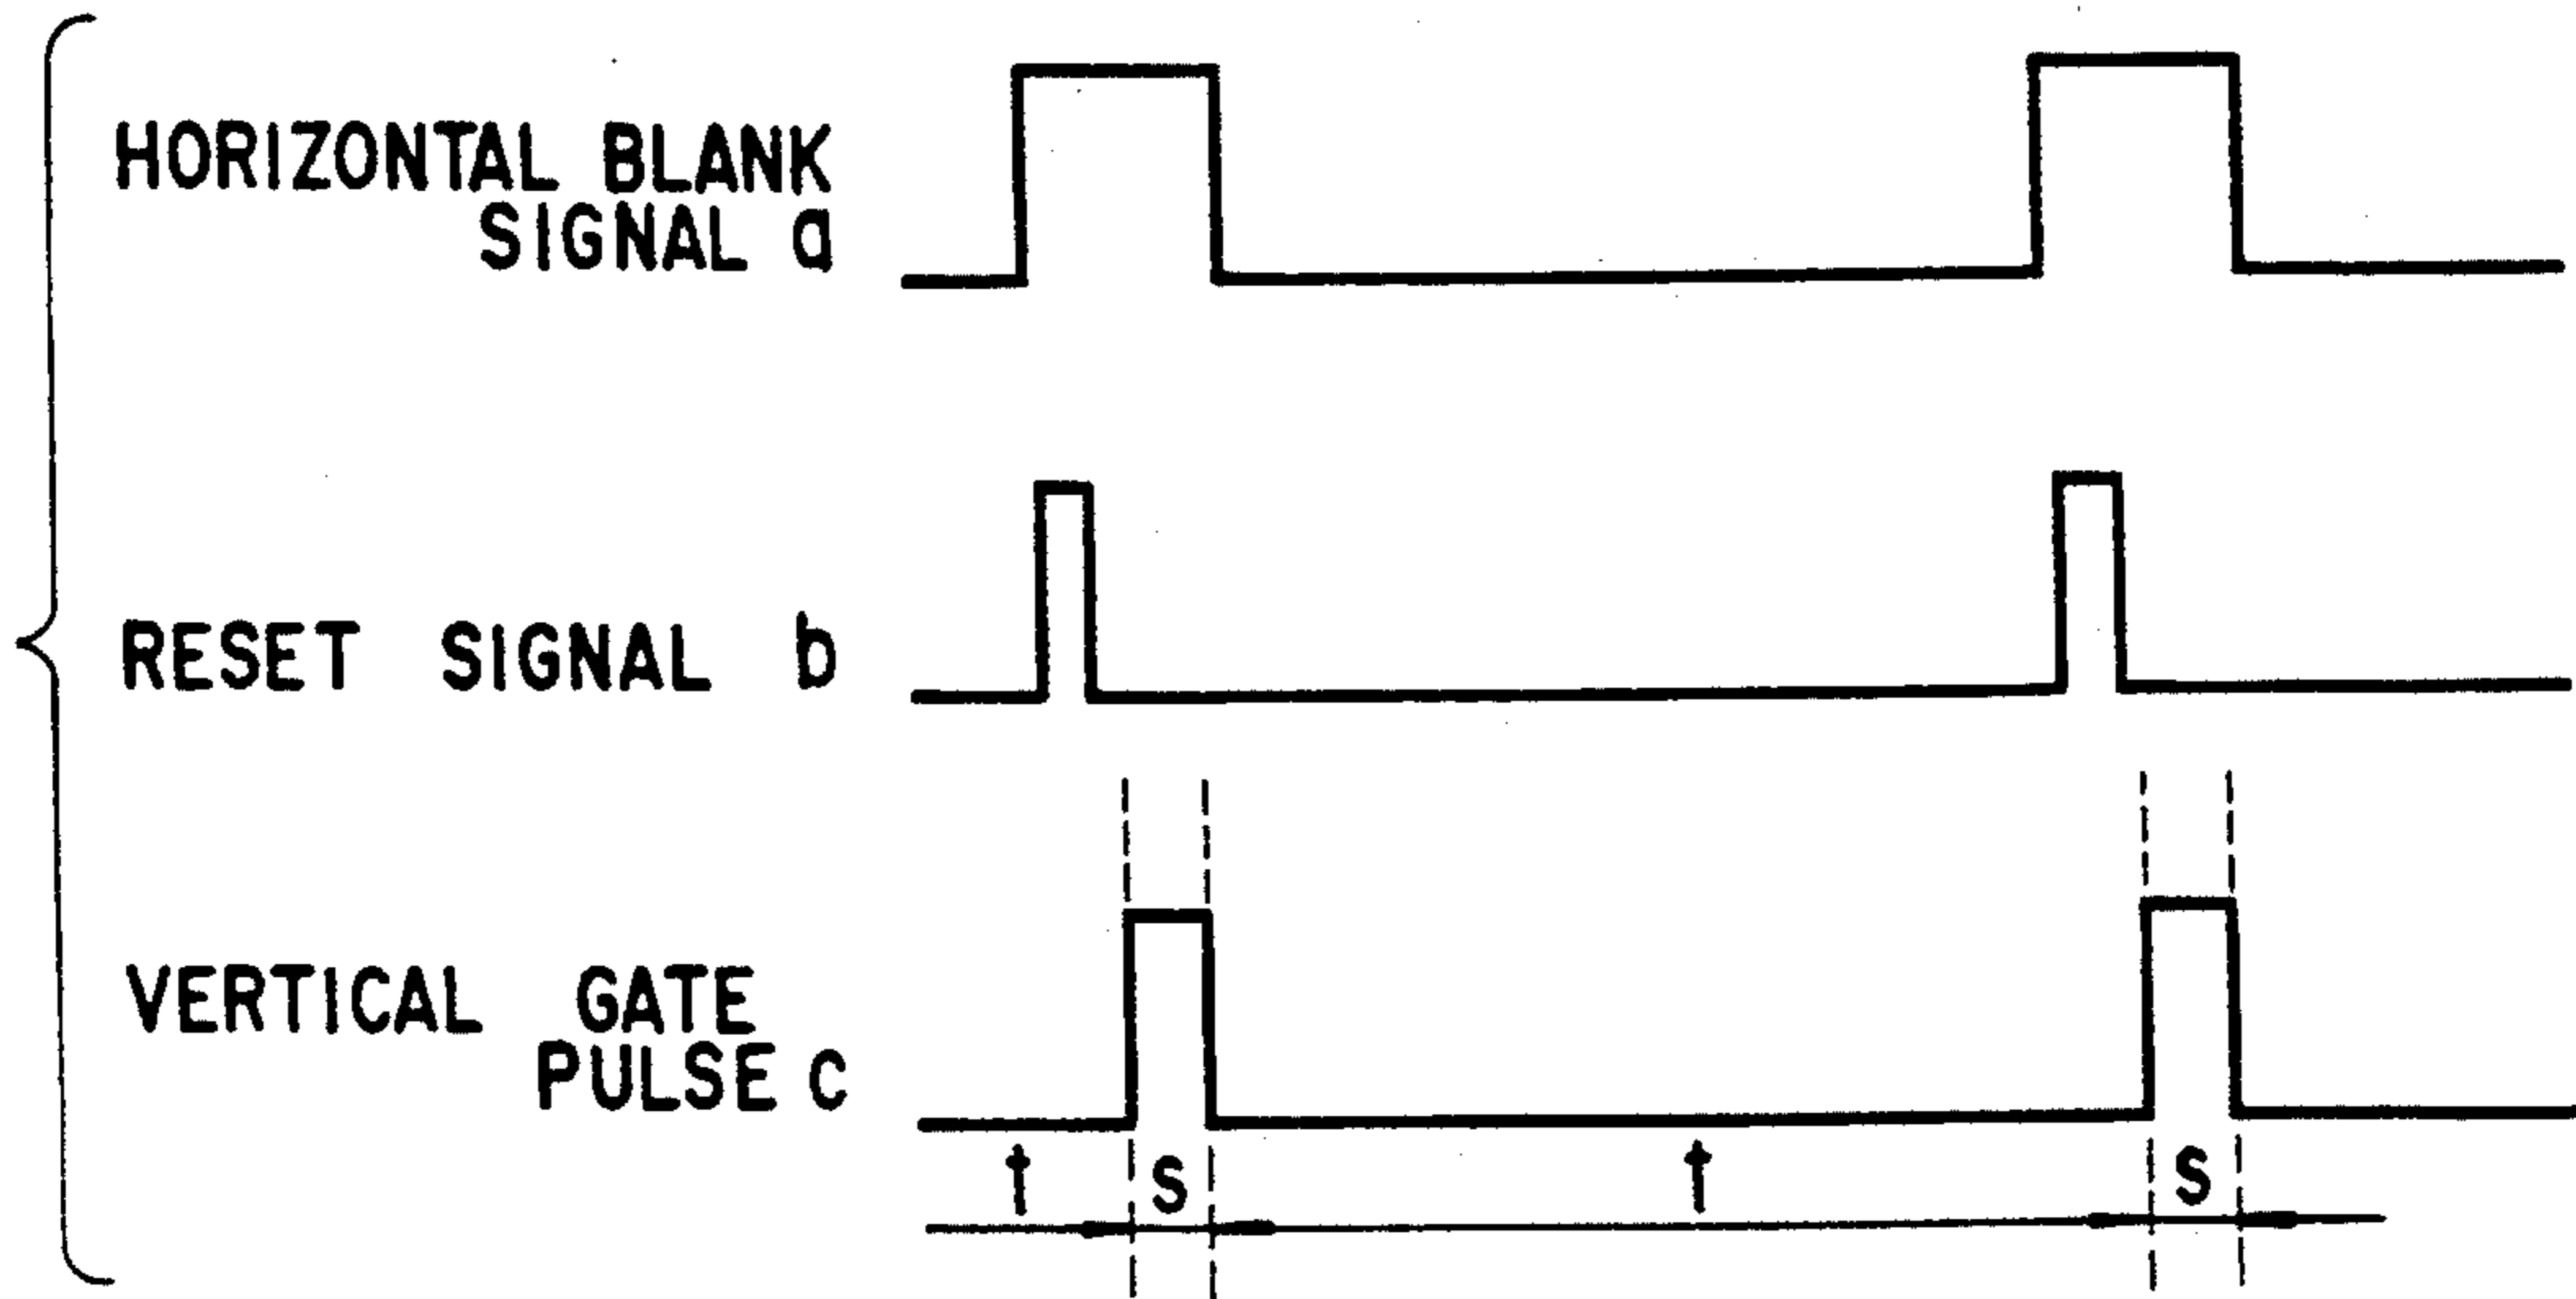 HORIZONTAL BLANK
SIGNAL a
RESET SIGNAL b
VERTICAL GATE
PULSE c
t s t s